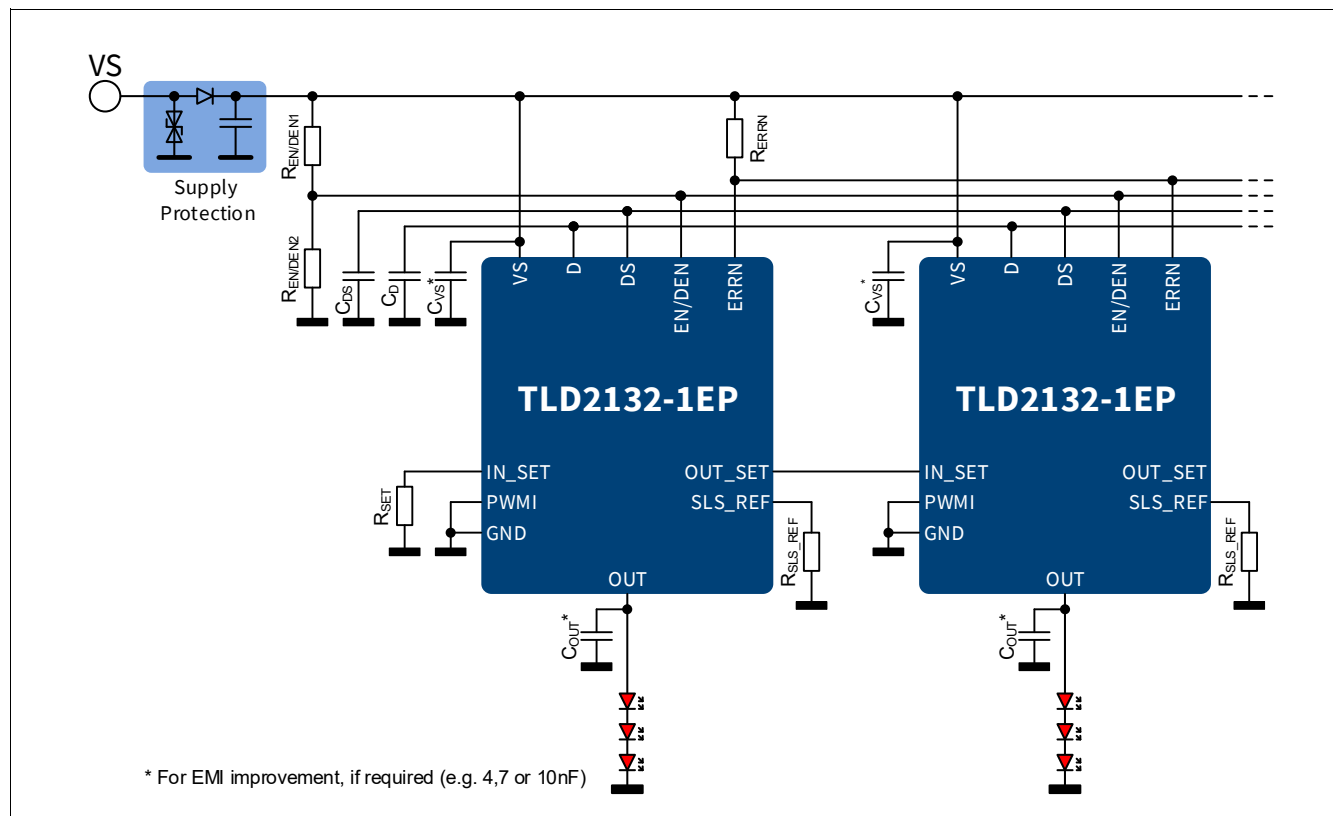 VS
Supply
Protection
R_EN/DEN1
R_EN/DEN2
R_ERRN
C_DS
C_D
C_VS*
C_VS*
VS
D
DS
EN/DEN
ERRN
VS
D
DS
EN/DEN
ERRN
TLD2132-1EP
TLD2132-1EP
IN_SET
PWMI
GND
OUT_SET
SLS_REF
OUT
IN_SET
PWMI
GND
OUT_SET
SLS_REF
OUT
R_SET
R_SLS_REF
R_SLS_REF
C_OUT*
C_OUT*
* For EMI improvement, if required (e.g. 4,7 or 10nF)